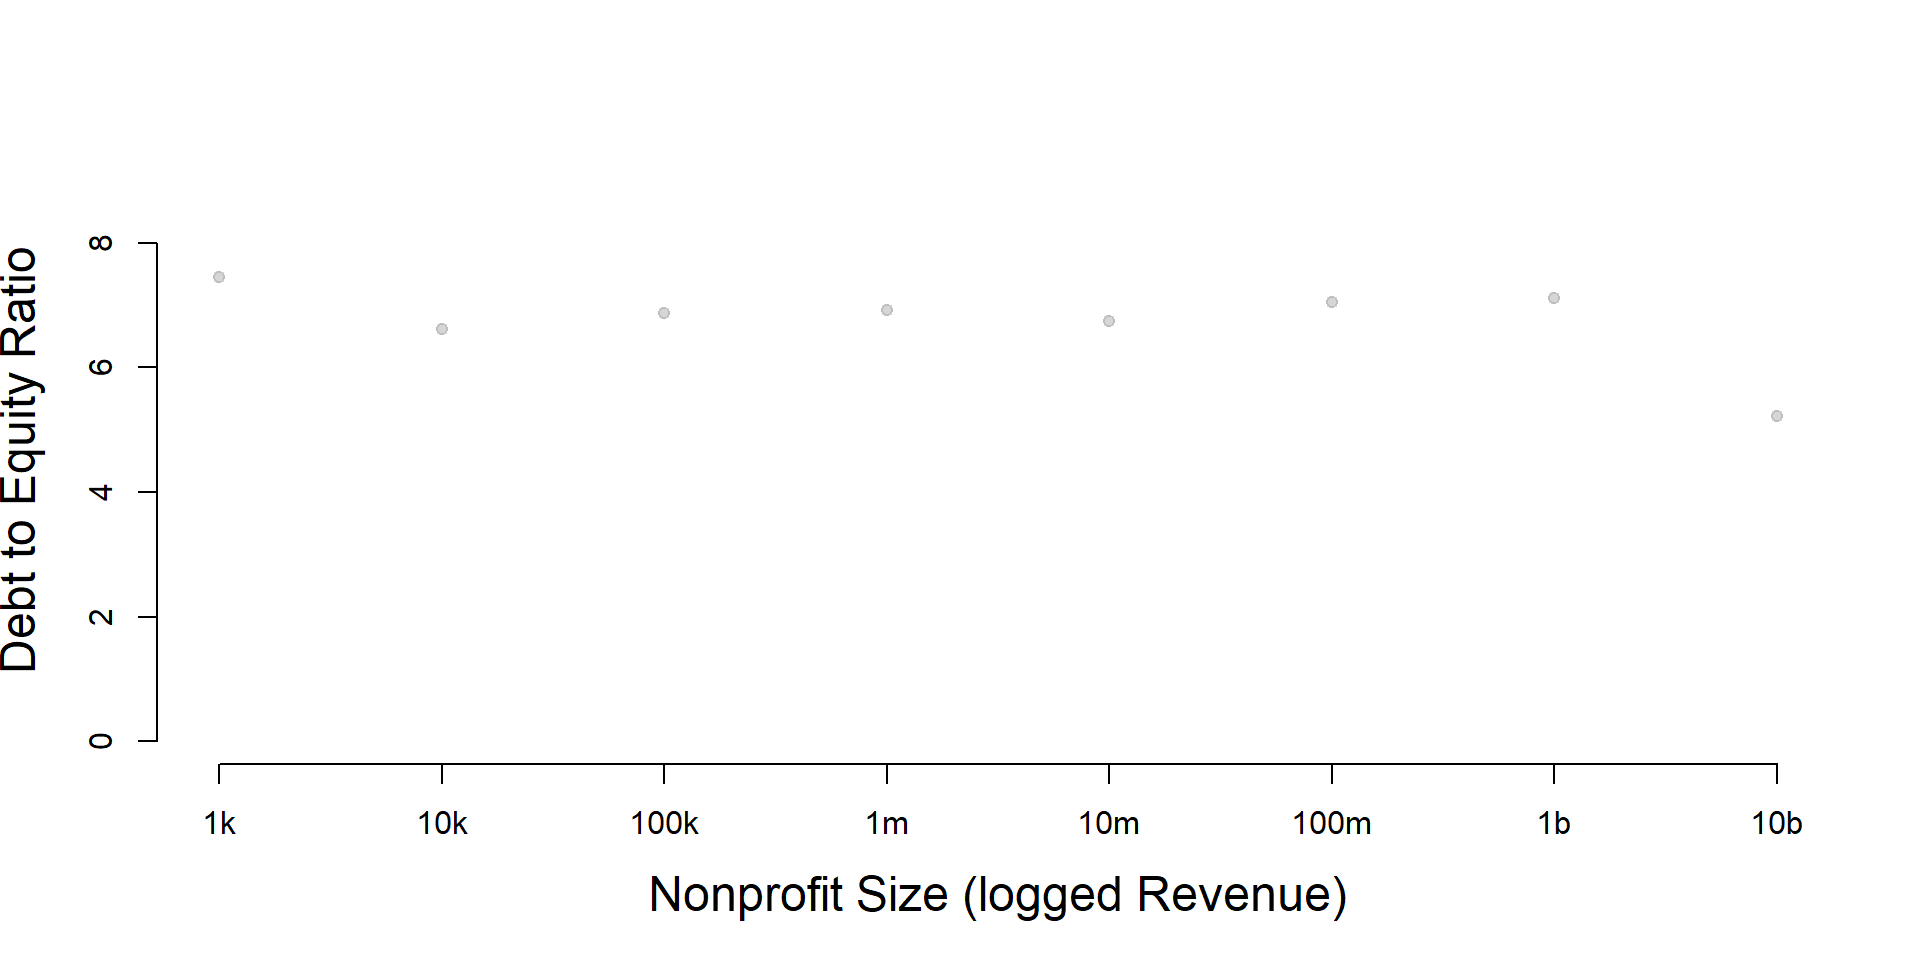 Debt to Equity Ratio
8
6
4
2
0
1k 10k 100k 1m 10m 100m 1b 10b
Nonprofit Size (logged Revenue)